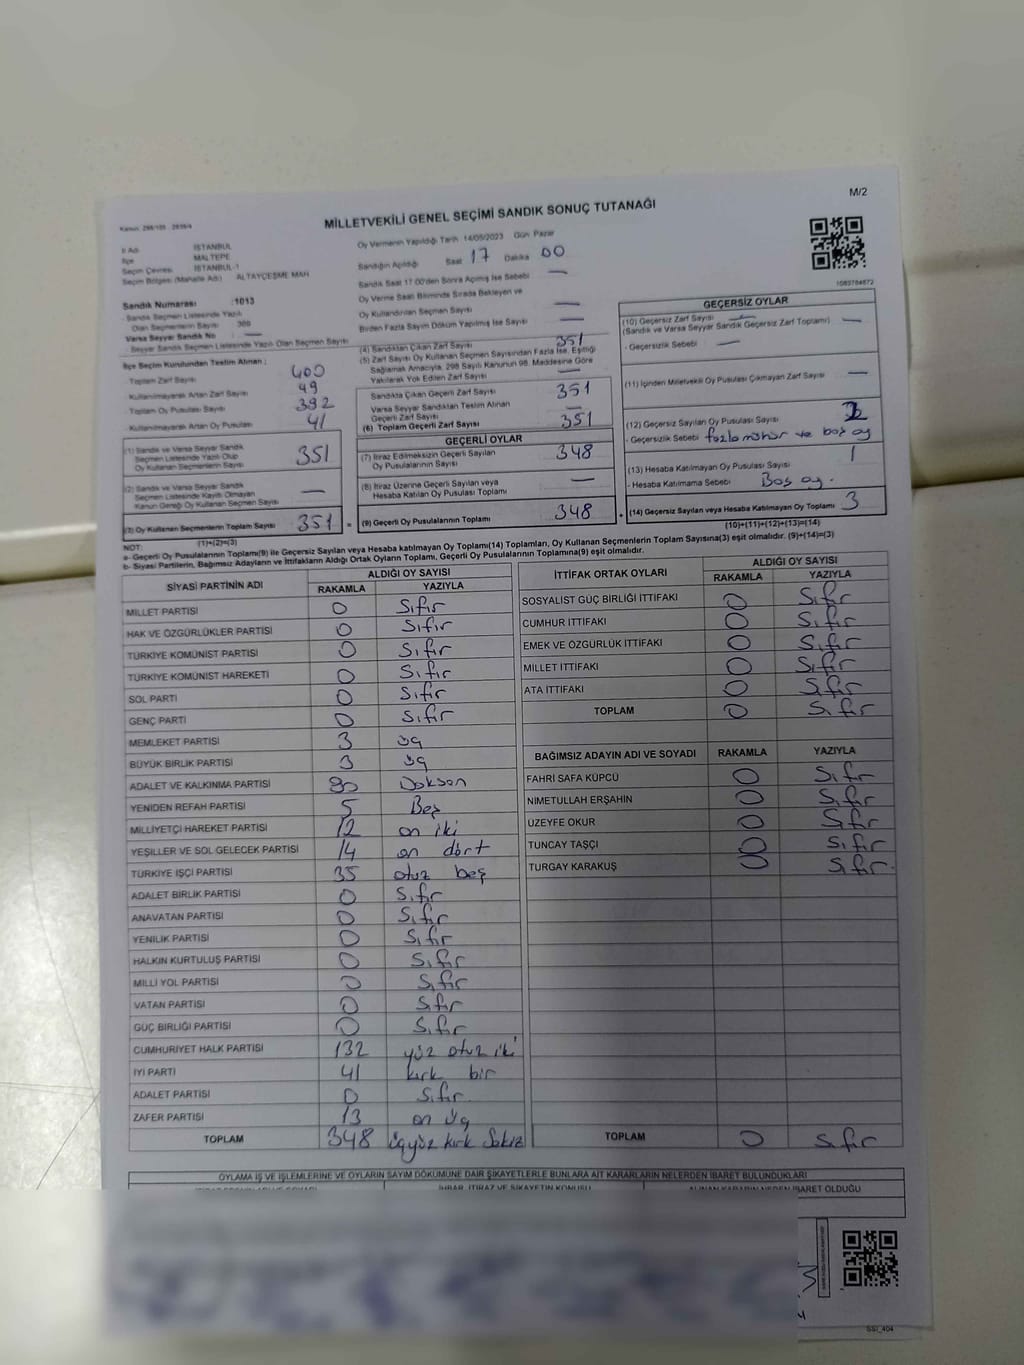 M/2
MİLLETVEKİLİ GENEL SEÇİMİ SANDIK SONUÇ TUTANAĞI
İl Adı İSTANBUL
İlçe MALTEPE
Seçim Çevresi İSTANBUL-1
Seçim Bölgesi (Mahalle Adı) ALTAYÇEŞME MAH
Sandık Numarası :1013
- Sandık Seçmen Listesinde Yazılı
Olan Seçmenlerin Sayısı
Varsa Seyyar Sandık No —
- Seyyar Sandık Seçmen Listesinde Yazılı Olan Seçmen Sayısı
İlçe Seçim Kurulundan Teslim Alınan ;
Toplam Zarf Sayısı 400
Kullanılmayarak Artan Zarf Sayısı 49
Toplam Oy Pusulası Sayısı 392
Kullanılmayarak Artan Oy Pusulası 41
(1) Sandık ve Varsa Seyyar Sandık
Seçmen Listesinde Yazılı Olup
Oy Kullanan Seçmenlerin Sayısı 351
(2) Sandık ve Varsa Seyyar Sandık
Seçmen Listesinde Kayıtlı Olmayan
Kanun Gereği Oy Kullanan Seçmen Sayısı —
(3) Oy Kullanan Seçmenlerin Toplam Sayısı 351
(1)+(2)=(3)
Oy Vermenin Yapıldığı Tarih 14/05/2023 Gün Pazar
Sandığın Açıldığı Saat 17 Dakika 00
Sandık Saat 17:00'den Sonra Açılmış İse Sebebi —
Oy Verme Saati Bitiminde Sırada Bekleyen ve
Oy Kullandırılan Seçmen Sayısı —
Birden Fazla Sayım Döküm Yapılmış İse Sayısı —
(4) Sandıktan Çıkan Zarf Sayısı 351
(5) Zarf Sayısı Oy Kullanan Seçmen Sayısından Fazla İse, Eşitliği
Sağlamak Amacıyla, 298 Sayılı Kanunun 98. Maddesine Göre
Yakılarak Yok Edilen Zarf Sayısı —
Sandıkta Çıkan Geçerli Zarf Sayısı 351
Varsa Seyyar Sandıktan Teslim Alınan
Geçerli Zarf Sayısı —
(6) Toplam Geçerli Zarf Sayısı 351
GEÇERLİ OYLAR
(7) İtiraz Edilmeksizin Geçerli Sayılan
Oy Pusulalarının Sayısı 348
(8) İtiraz Üzerine Geçerli Sayılan veya
Hesaba Katılan Oy Pusulası Toplamı —
= (9) Geçerli Oy Pusulalarının Toplamı 348 +
1083784872
GEÇERSİZ OYLAR
(10) Geçersiz Zarf Sayısı —
(Sandık ve Varsa Seyyar Sandık Geçersiz Zarf Toplamı) —
- Geçersizlik Sebebi —
(11) İçinden Milletvekili Oy Pusulası Çıkmayan Zarf Sayısı —
(12) Geçersiz Sayılan Oy Pusulası Sayısı 2
- Geçersizlik Sebebi fazla mühür ve boş oy
(13) Hesaba Katılmayan Oy Pusulası Sayısı 1
- Hesaba Katılmama Sebebi Boş oy.
(14) Geçersiz Sayılan veya Hesaba Katılmayan Oy Toplamı 3
(10)+(11)+(12)+(13)=(14)
NOT:
a- Geçerli Oy Pusulalarının Toplamı(9) ile Geçersiz Sayılan veya Hesaba katılmayan Oy Toplamı(14) Toplamları, Oy Kullanan Seçmenlerin Toplam Sayısına(3) eşit olmalıdır. (9)+(14)=(3)
b- Siyasi Partilerin, Bağımsız Adayların ve İttifakların Aldığı Ortak Oyların Toplamı, Geçerli Oy Pusulalarının Toplamına(9) eşit olmalıdır.
SİYASİ PARTİNİN ADI ALDIĞI OY SAYISI
RAKAMLA YAZIYLA
MİLLET PARTİSİ 0 Sıfır
HAK VE ÖZGÜRLÜKLER PARTİSİ 0 Sıfır
TÜRKİYE KOMÜNİST PARTİSİ 0 Sıfır
TÜRKİYE KOMÜNİST HAREKETİ 0 Sıfır
SOL PARTİ 0 Sıfır
GENÇ PARTİ 0 Sıfır
MEMLEKET PARTİSİ 3 üç
BÜYÜK BİRLİK PARTİSİ 3 üç
ADALET VE KALKINMA PARTİSİ 90 Doksan
YENİDEN REFAH PARTİSİ 5 Beş
MİLLİYETÇİ HAREKET PARTİSİ 12 on iki
YEŞİLLER VE SOL GELECEK PARTİSİ 14 on dört
TÜRKİYE İŞÇİ PARTİSİ 35 otuz beş
ADALET BİRLİK PARTİSİ 0 Sıfır
ANAVATAN PARTİSİ 0 Sıfır
YENİLİK PARTİSİ 0 Sıfır
HALKIN KURTULUŞ PARTİSİ 0 Sıfır
MİLLİ YOL PARTİSİ 0 Sıfır
VATAN PARTİSİ 0 Sıfır
GÜÇ BİRLİĞİ PARTİSİ 0 Sıfır
CUMHURİYET HALK PARTİSİ 132 yüz otuz iki
İYİ PARTİ 41 kırk bir
ADALET PARTİSİ 0 Sıfır
ZAFER PARTİSİ 13 on üç
TOPLAM 348 üçyüz kırk Sekiz
İTTİFAK ORTAK OYLARI ALDIĞI OY SAYISI
RAKAMLA YAZIYLA
SOSYALİST GÜÇ BİRLİĞİ İTTİFAKI 0 Sıfır
CUMHUR İTTİFAKI 0 Sıfır
EMEK VE ÖZGÜRLÜK İTTİFAKI 0 Sıfır
MİLLET İTTİFAKI 0 Sıfır
ATA İTTİFAKI 0 Sıfır
TOPLAM 0 Sıfır
BAĞIMSIZ ADAYIN ADI VE SOYADI RAKAMLA YAZIYLA
FAHRİ SAFA KÜPCÜ 0 Sıfır
NİMETULLAH ERŞAHİN 0 Sıfır
ÜZEYFE OKUR 0 Sıfır
TUNCAY TAŞÇI 0 Sıfır
TURGAY KARAKUŞ 0 Sıfır.
TOPLAM 0 Sıfır
OYLAMA İŞ VE İŞLEMLERİNE VE OYLARIN SAYIM DÖKÜMÜNE DAİR ŞİKAYETLERLE BUNLARA AİT KARARLARIN NELERDEN İBARET BULUNDUKLARI
İHBAR, İTİRAZ VE ŞİKAYETİN KONUSU
ALINAN KARARIN NEDEN İBARET OLDUĞU
SSI_404